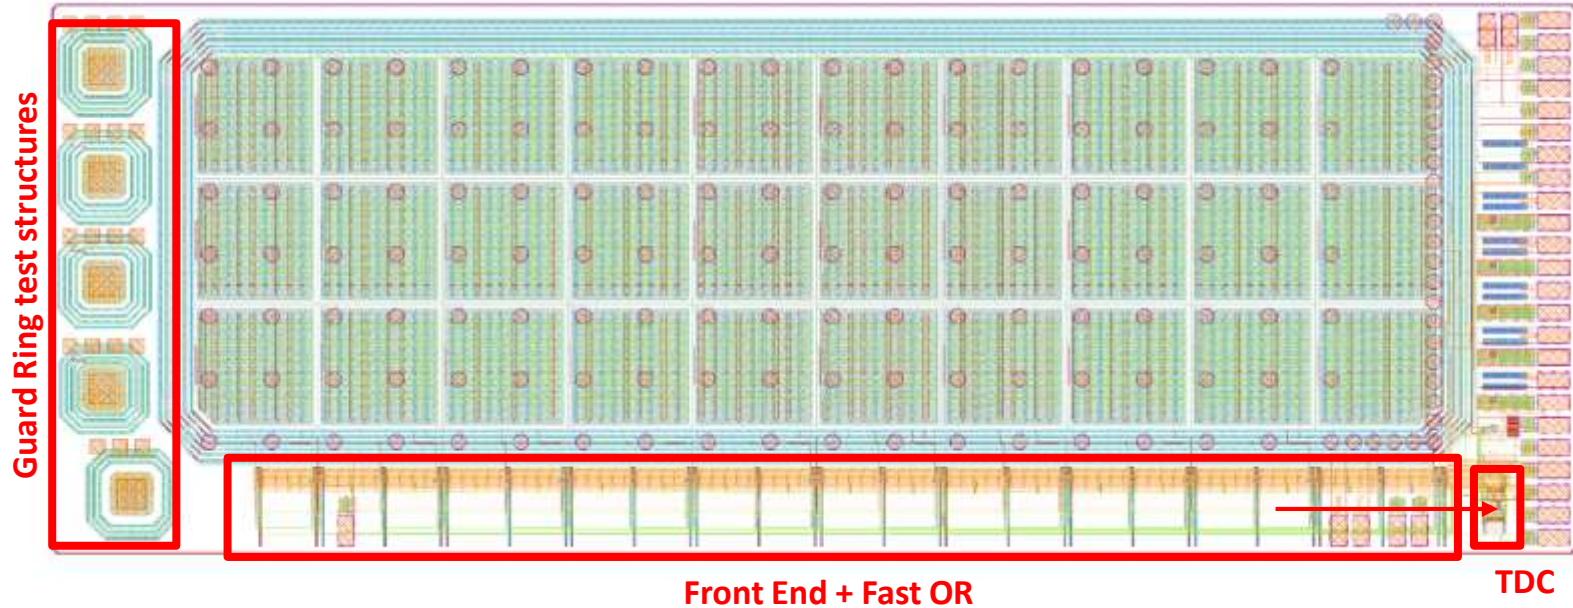 Guard Ring test structures
Front End + Fast OR
TDC